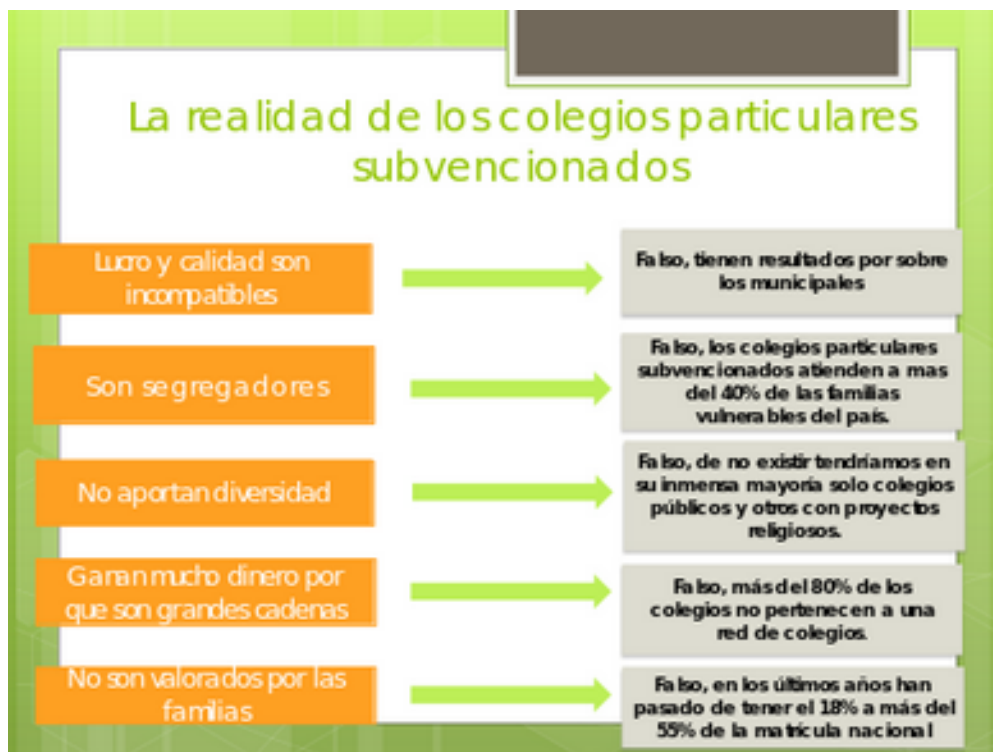 La realidad de los colegios particulares
subvencionados
Lucro y calidad son
incompatibles
Falso, tienen resultados por sobre
los municipales
Son segregadores
Falso, los colegios particulares
subvencionados atienden a mas
del 40% de las familias
vulnerables del país.
No aportan diversidad
Falso, de no existir tendríamos en
su inmensa mayoría solo colegios
públicos y otros con proyectos
religiosos.
Ganan mucho dinero por
que son grandes cadenas
Falso, más del 80% de los
colegios no pertenecen a una
red de colegios.
No son valorados por las
familias
Falso, en los últimos años han
pasado de tener el 18% a más del
55% de la matrícula nacional